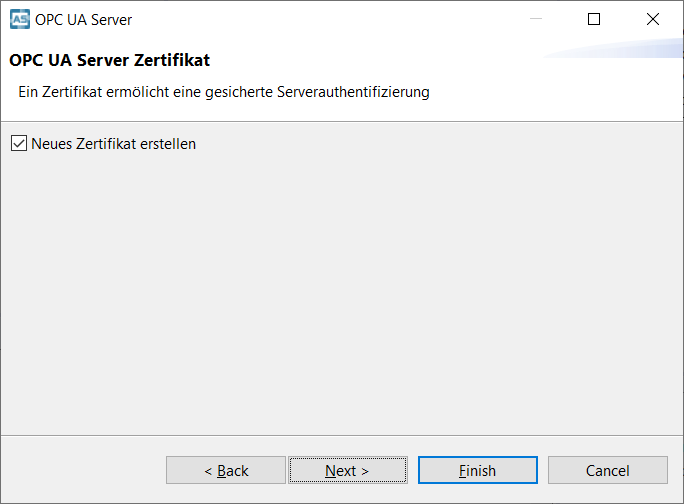 OPC UA Server
OPC UA Server Zertifikat
Ein Zertifikat ermölicht eine gesicherte Serverauthentifizierung
Neues Zertifikat erstellen
< Back
Next >
Finish
Cancel